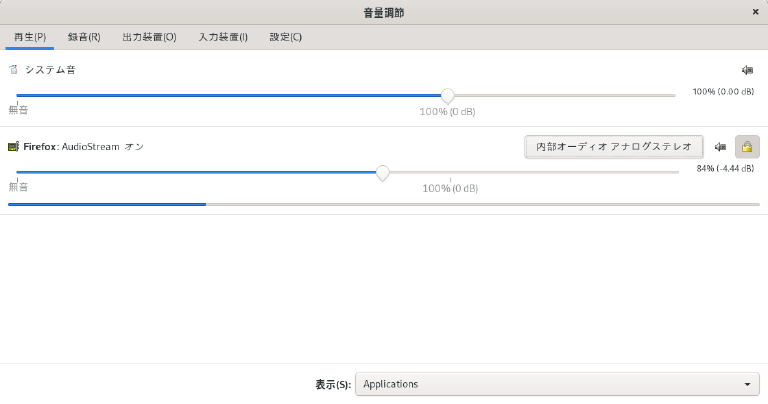 音量調節
再生(P) 録音(R) 出力装置(O) 入力装置(I) 設定(C)
システム音
100% (0.00 dB)
無音 100% (0 dB)
Firefox: AudioStream オン 内部オーディオ アナログステレオ
84% (-4.44 dB)
無音 100% (0 dB)
表示(S): Applications